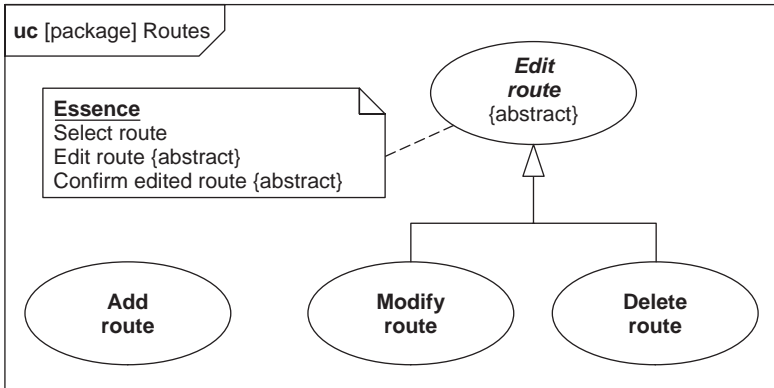 uc [package] Routes
Edit
route
{abstract}
Essence
Select route
Edit route {abstract}
Confirm edited route {abstract}
Add
route
Modify
route
Delete
route